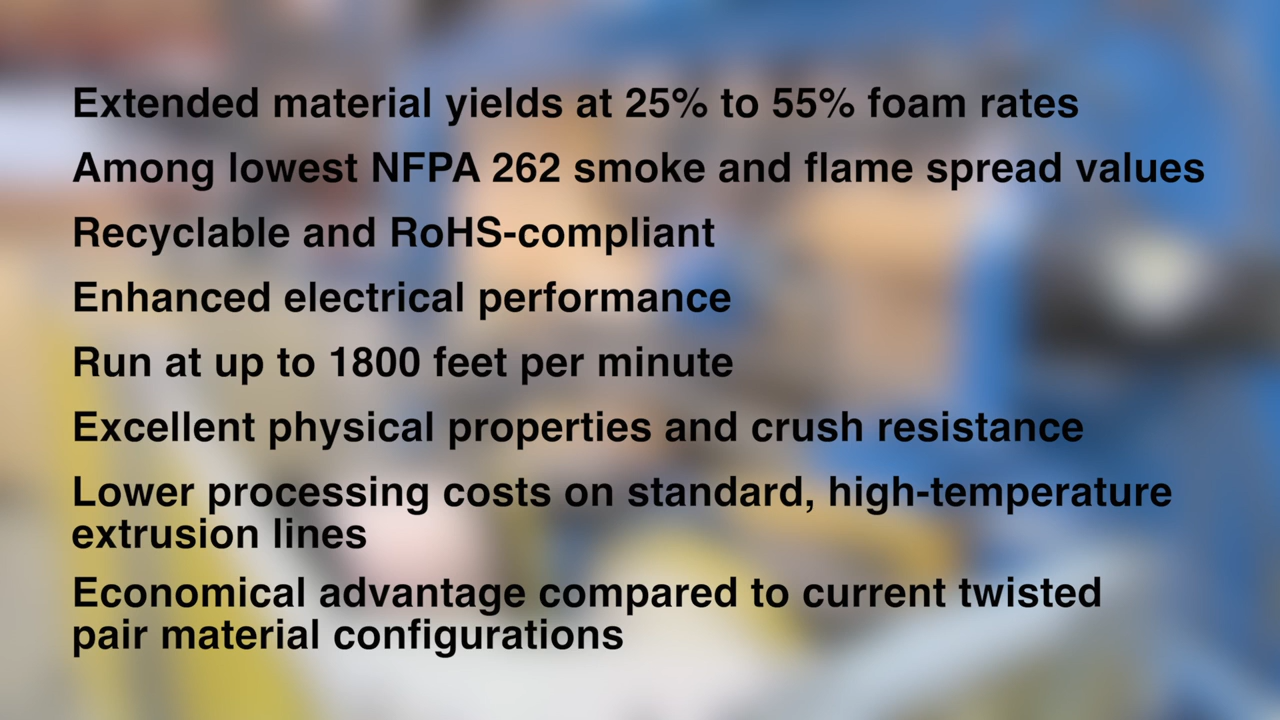 Extended material yields at 25% to 55% foam rates
Among lowest NFPA 262 smoke and flame spread values
Recyclable and RoHS-compliant
Enhanced electrical performance
Run at up to 1800 feet per minute
Excellent physical properties and crush resistance
Lower processing costs on standard, high-temperature
extrusion lines
Economical advantage compared to current twisted
pair material configurations